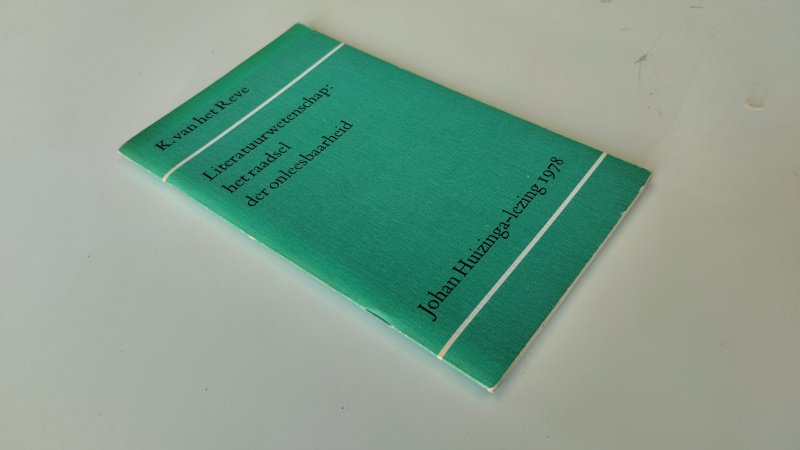 K. van het Reve
Literatuurwetenschap:
het raadsel
der onleesbaarheid
Johan Huizinga-lezing 1978